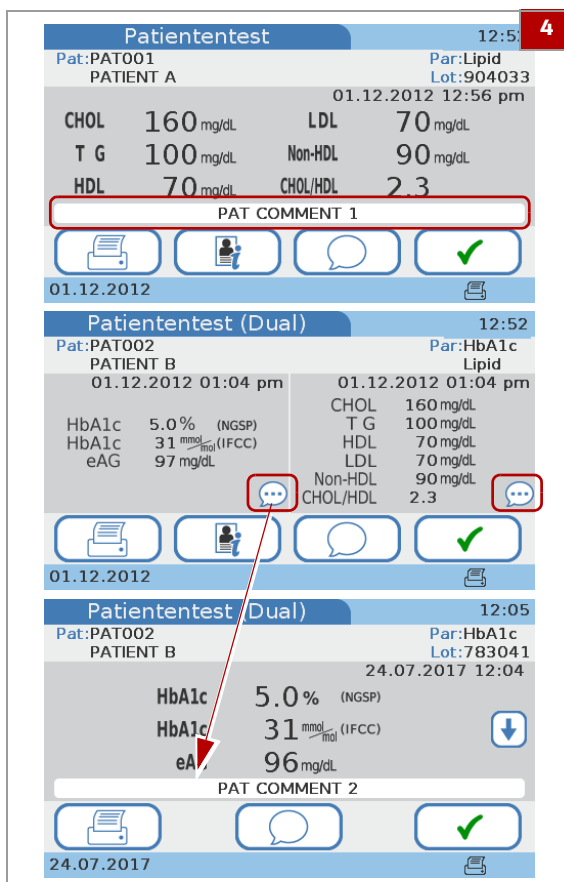 4
Patiententest 12:52
Pat:PAT001 Par:Lipid
PATIENT A Lot:904033
01.12.2012 12:56 pm
CHOL 160 mg/dL LDL 70 mg/dL
T G 100 mg/dL Non-HDL 90 mg/dL
HDL 70 mg/dL CHOL/HDL 2.3
PAT COMMENT 1
01.12.2012
Patiententest (Dual) 12:52
Pat:PAT002 Par:HbA1c
PATIENT B Lipid
01.12.2012 01:04 pm 01.12.2012 01:04 pm
HbA1c 5.0% (NGSP)
HbA1c 31 mmol/mol (IFCC)
eAG 97 mg/dL
CHOL 160 mg/dL
T G 100 mg/dL
HDL 70 mg/dL
LDL 70 mg/dL
Non-HDL 90 mg/dL
CHOL/HDL 2.3
01.12.2012
Patiententest (Dual) 12:05
Pat:PAT002 Par:HbA1c
PATIENT B Lot:783041
24.07.2017 12:04
HbA1c 5.0 % (NGSP)
HbA1c 31 mmol/mol (IFCC)
eAG 96 mg/dL
PAT COMMENT 2
24.07.2017